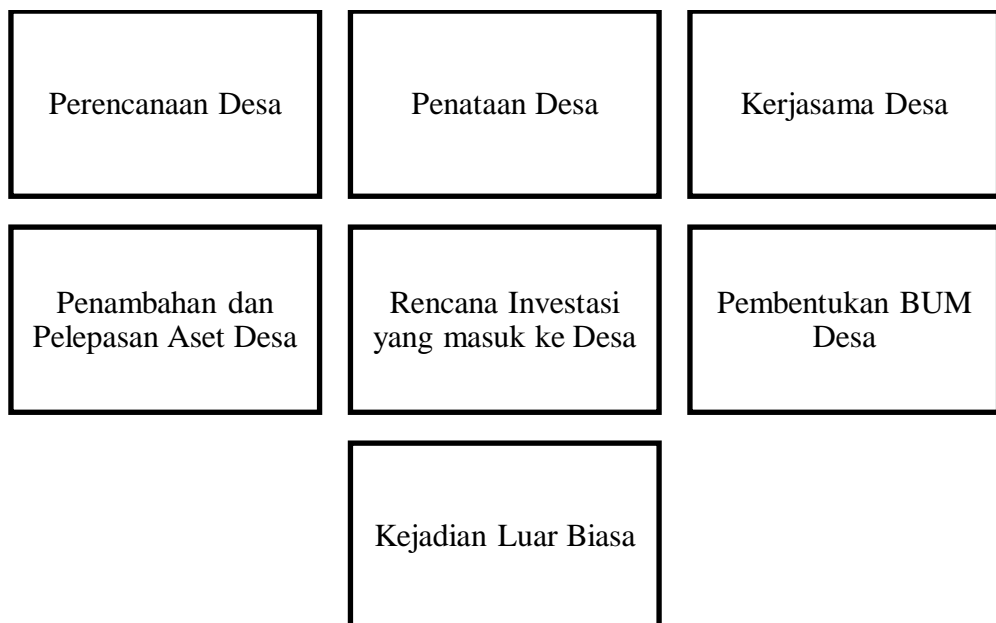 Perencanaan Desa
Penataan Desa
Kerjasama Desa
Penambahan dan
Pelepasan Aset Desa
Rencana Investasi
yang masuk ke Desa
Pembentukan BUM
Desa
Kejadian Luar Biasa